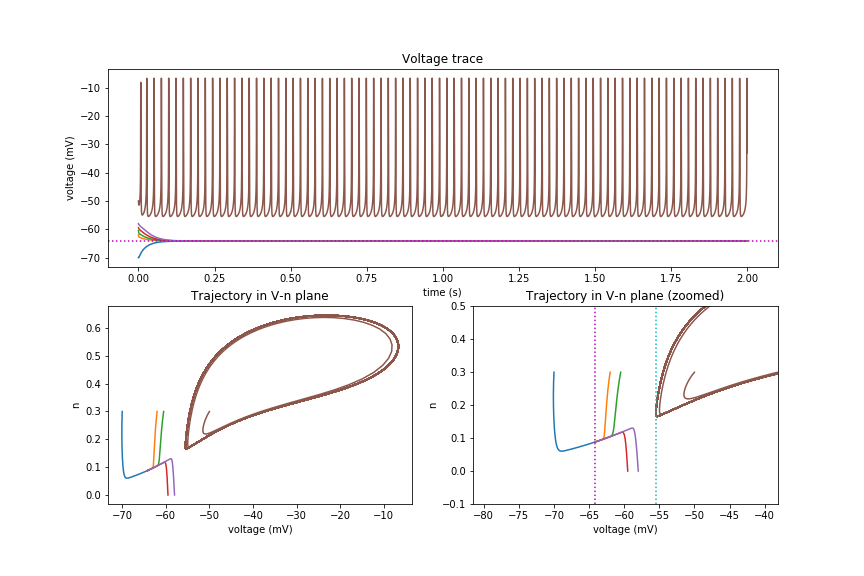 Voltage trace
−10
−20
−30
−40
−50
−60
−70
voltage (mV)
0.00 0.25 0.50 0.75 1.00 1.25 1.50 1.75 2.00
time (s)
Trajectory in V-n plane
0.6
0.5
0.4
0.3
0.2
0.1
0.0
n
−70 −60 −50 −40 −30 −20 −10
voltage (mV)
Trajectory in V-n plane (zoomed)
0.5
0.4
0.3
0.2
0.1
0.0
−0.1
n
−80 −75 −70 −65 −60 −55 −50 −45 −40
voltage (mV)